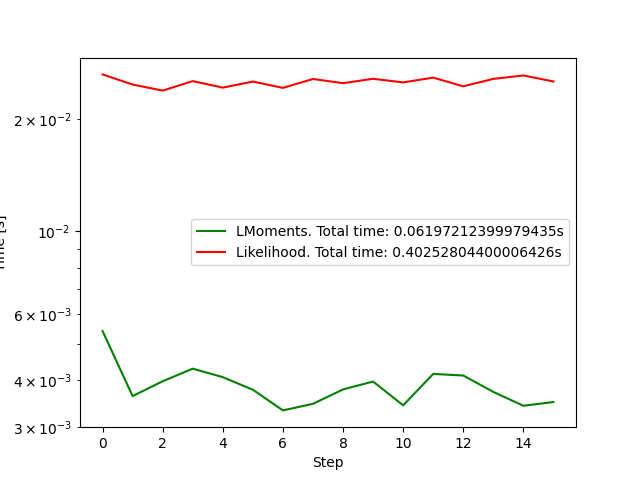 2 × 10⁻²
10⁻²
6 × 10⁻³
4 × 10⁻³
3 × 10⁻³
[s]
LMoments. Total time: 0.06197212399979435s
Likelihood. Total time: 0.40252804400006426s
0 2 4 6 8 10 12 14
Step